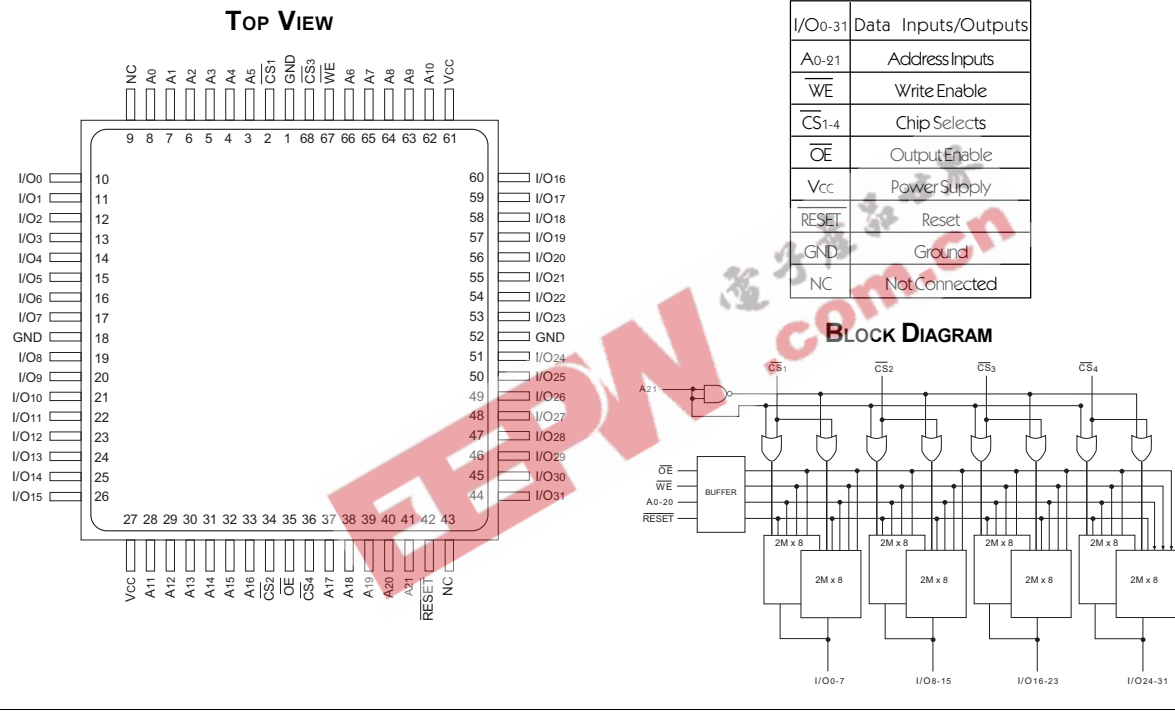 TOP VIEW
NC A0 A1 A2 A3 A4 A5 CS1 GND CS3 WE A6 A7 A8 A9 A10 VCC
9 8 7 6 5 4 3 2 1 68 67 66 65 64 63 62 61
I/O0 10 60 I/O16
I/O1 11 59 I/O17
I/O2 12 58 I/O18
I/O3 13 57 I/O19
I/O4 14 56 I/O20
I/O5 15 55 I/O21
I/O6 16 54 I/O22
I/O7 17 53 I/O23
GND 18 52 GND
I/O8 19 51 I/O24
I/O9 20 50 I/O25
I/O10 21 49 I/O26
I/O11 22 48 I/O27
I/O12 23 47 I/O28
I/O13 24 46 I/O29
I/O14 25 45 I/O30
I/O15 26 44 I/O31
27 28 29 30 31 32 33 34 35 36 37 38 39 40 41 42 43
VCC A11 A12 A13 A14 A15 A16 CS2 OE CS4 A17 A18 A19 A20 A21 RESET NC
I/O0-31 Data Inputs/Outputs
A0-21 Address Inputs
WE Write Enable
CS1-4 Chip Selects
OE Output Enable
VCC Power Supply
RESET Reset
GND Ground
NC Not Connected
BLOCK DIAGRAM
CS1 CS2 CS3 CS4
A21
OE
WE
A0-20
RESET
BUFFER
2M x 8 2M x 8 2M x 8 2M x 8
2M x 8 2M x 8 2M x 8 2M x 8
I/O0-7 I/O8-15 I/O16-23 I/O24-31
EEPW
.com.cn
電子產品世界